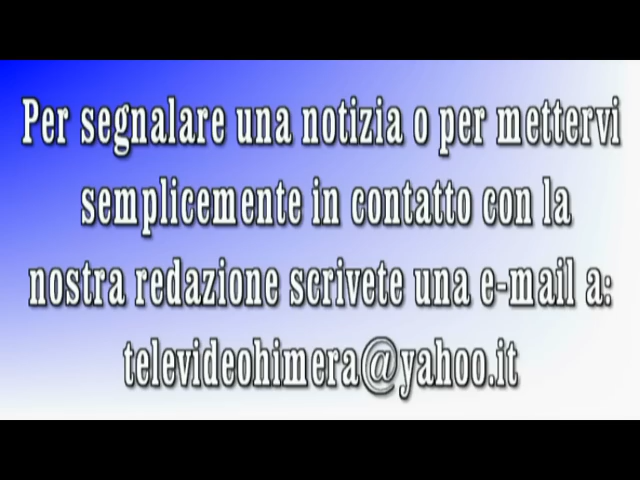 Per segnalare una notizia o per mettervi
semplicemente in contatto con la
nostra redazione scrivete una e-mail a:
televideohimera@yahoo.it